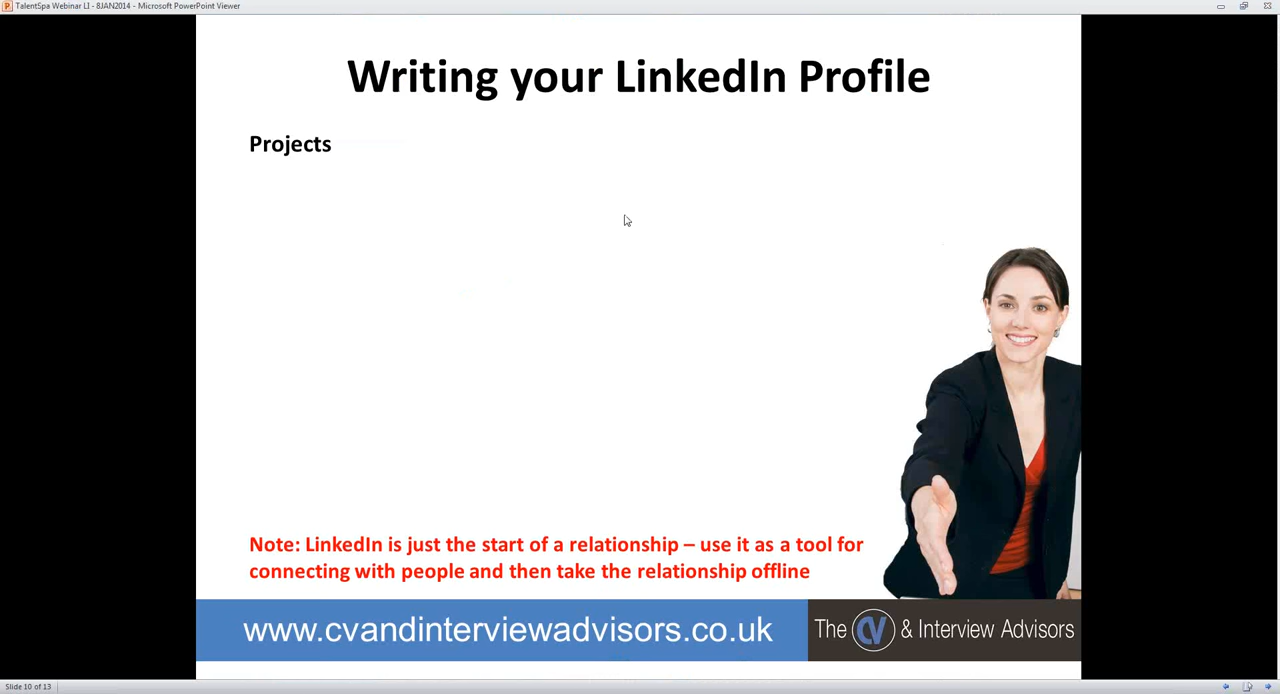 TalentSpa Webinar LI - 8JAN2014 - Microsoft PowerPoint Viewer
Writing your LinkedIn Profile
Projects
Note: LinkedIn is just the start of a relationship – use it as a tool for
connecting with people and then take the relationship offline
www.cvandinterviewadvisors.co.uk
The CV & Interview Advisors
Slide 10 of 13